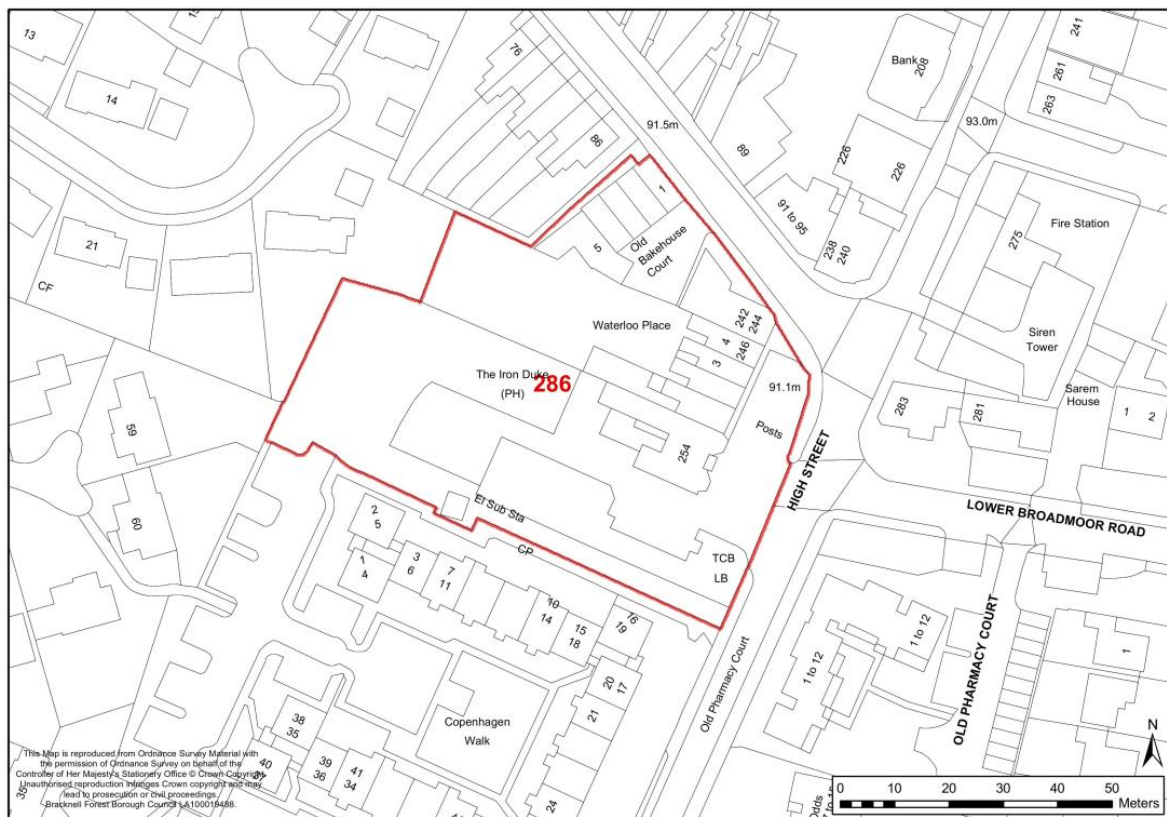 13
14
76
Bank
208
241
261
263
91.5m
93.0m
86
89
226
226
1
91 to 95
238
240
Fire Station
275
21
CF
5
Old
Bakehouse
Court
Siren
Tower
Waterloo Place
242
244
4
246
3
The Iron Duke
(PH)
286
91.1m
Posts
Sarem
House
283
281
1
2
59
254
HIGH STREET
60
El Sub Sta
LOWER BROADMOOR ROAD
2
5
CP
TCB
LB
1
4
3
6
7
11
10
14
15
18
16
19
1 to 12
1 to 12
OLD PHARMACY COURT
1
20
17
21
Old Pharmacy Court
Copenhagen
Walk
38
35
39
36
41
34
40
37
35
24
N
This Map is reproduced from Ordnance Survey Material with
the permission of Ordnance Survey on behalf of the
Controller of Her Majesty's Stationery Office © Crown Copyright.
Unauthorised reproduction infringes Crown copyright and may
lead to prosecution or civil proceedings.
Bracknell Forest Borough Council LA100019488.
0 10 20 30 40 50
Meters